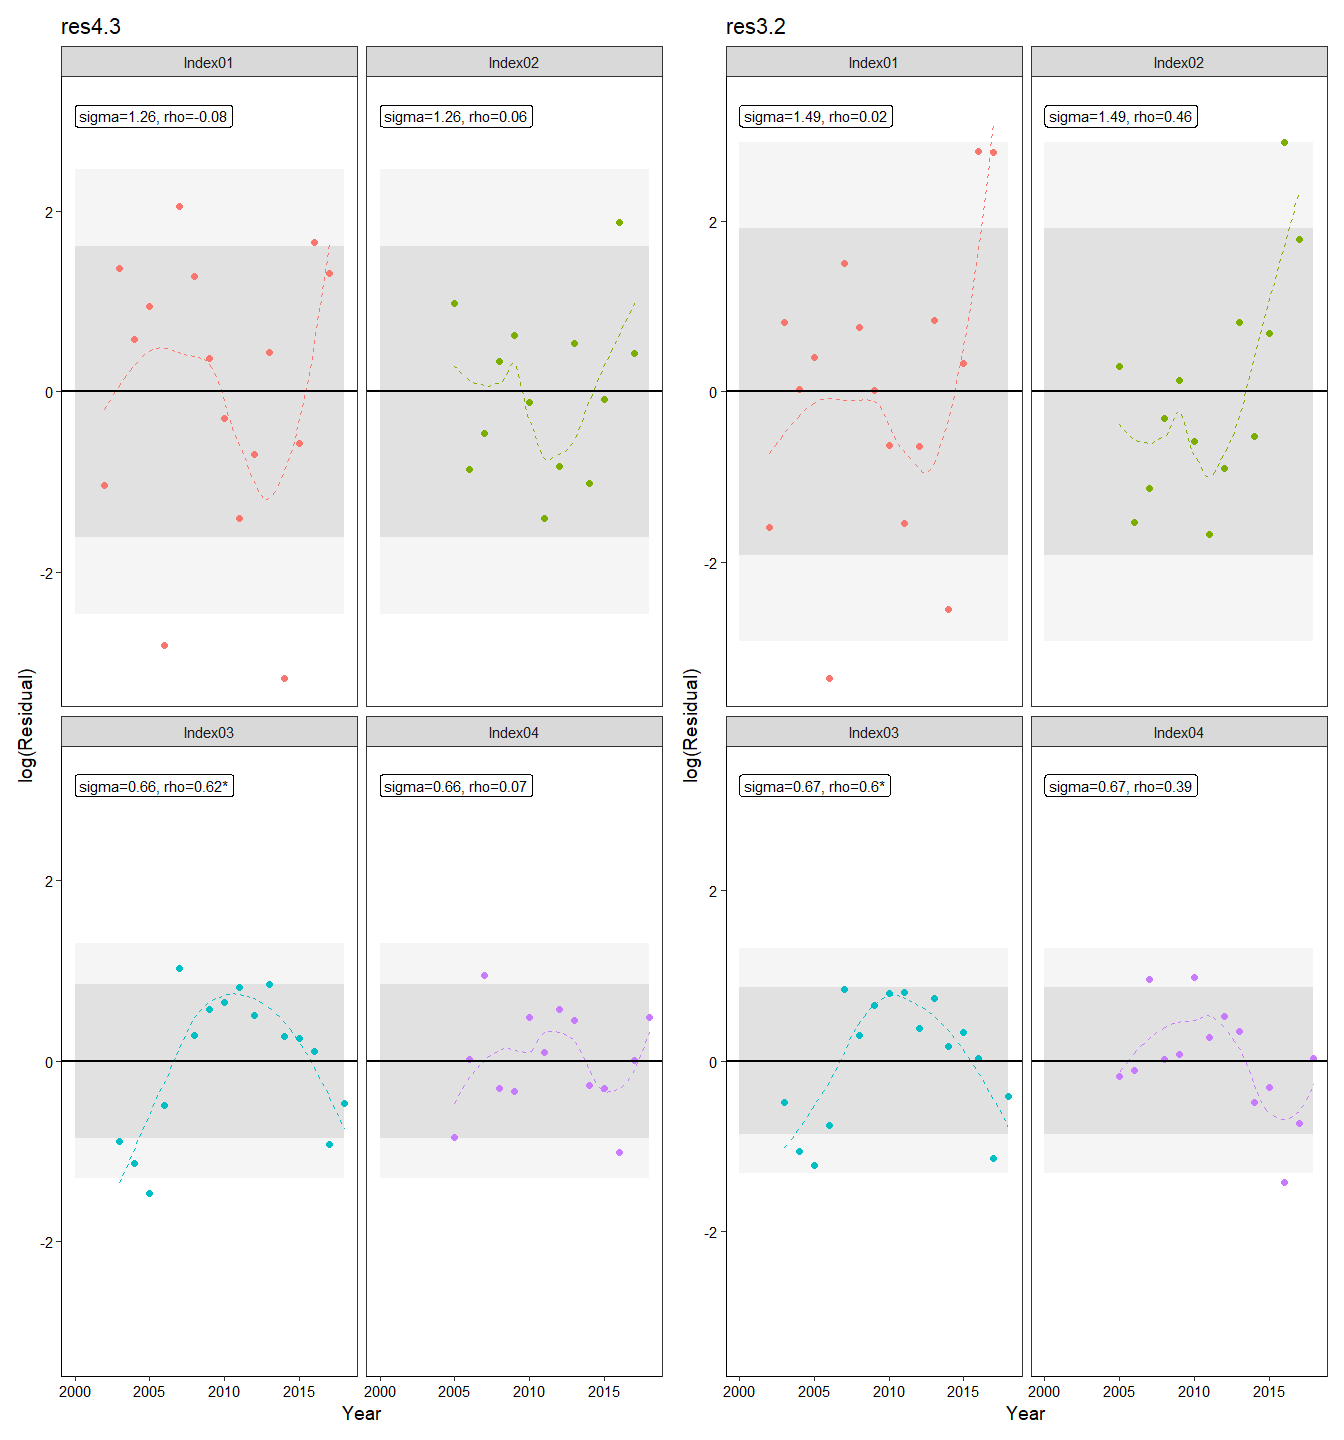 res4.3
Index01
Index02
sigma=1.26, rho=-0.08
sigma=1.26, rho=0.06
2
0
-2
Index03
Index04
sigma=0.66, rho=0.62*
sigma=0.66, rho=0.07
2
0
-2
log(Residual)
2000
2005
2010
2015
2000
2005
2010
2015
Year
res3.2
Index01
Index02
sigma=1.49, rho=0.02
sigma=1.49, rho=0.46
2
0
-2
Index03
Index04
sigma=0.67, rho=0.6*
sigma=0.67, rho=0.39
2
0
-2
log(Residual)
2000
2005
2010
2015
2000
2005
2010
2015
Year